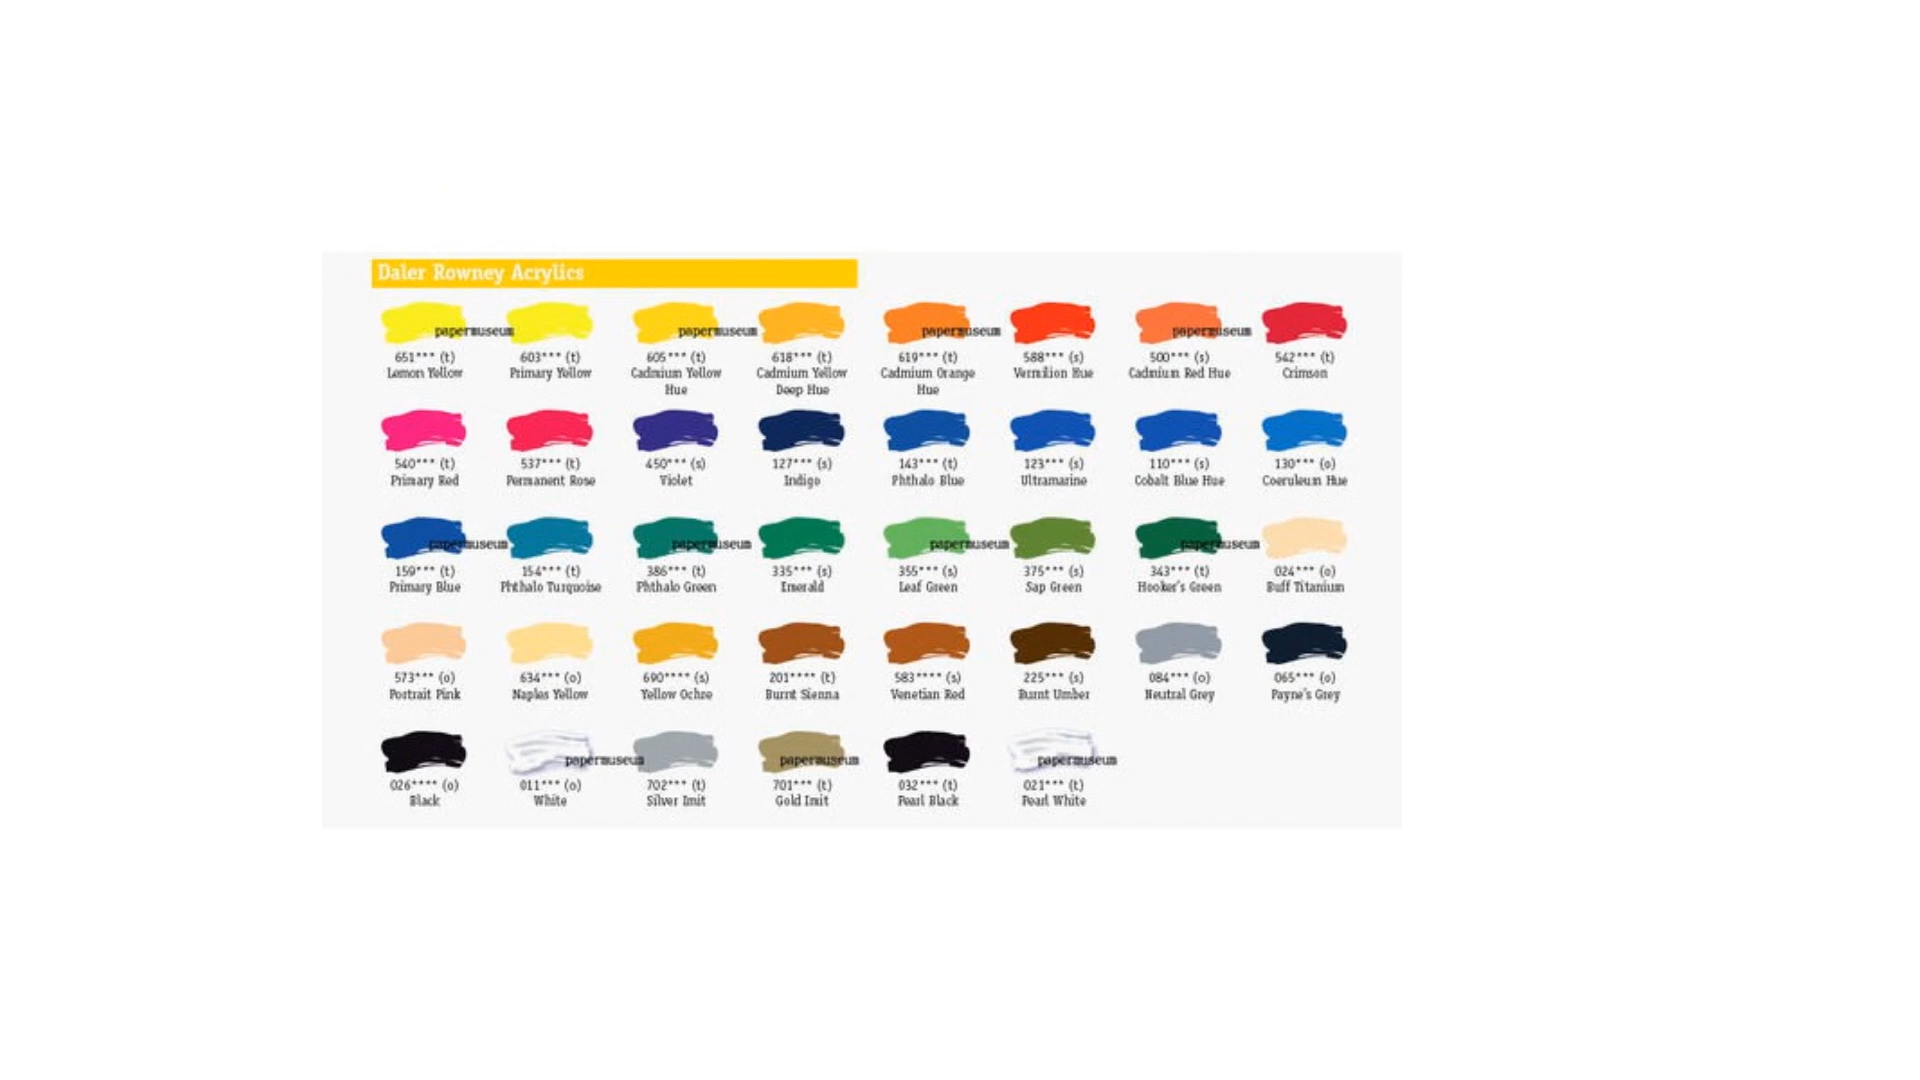 Daler Rowney Acrylics
papermuseum papermuseum papermuseum papermuseum
651*** (t) 603*** (t) 605*** (t) 618*** (t) 619*** (t) 588*** (s) 500*** (s) 542*** (t)
Lemon Yellow Primary Yellow Cadmium Yellow Cadmium Yellow Cadmium Orange Vermilion Hue Cadmium Red Hue Crimson
Hue Deep Hue Hue
540*** (t) 537*** (t) 450*** (s) 127*** (s) 143*** (t) 123*** (s) 110*** (s) 130*** (o)
Primary Red Permanent Rose Violet Indigo Phthalo Blue Ultramarine Cobalt Blue Hue Coeruleum Hue
papermuseum papermuseum papermuseum papermuseum
159*** (t) 154*** (t) 386*** (t) 335*** (s) 355*** (s) 375*** (s) 343*** (t) 024*** (o)
Primary Blue Phthalo Turquoise Phthalo Green Emerald Leaf Green Sap Green Hooker's Green Buff Titanium
573*** (o) 634*** (o) 690**** (s) 201**** (t) 583**** (s) 225*** (s) 084*** (o) 065*** (o)
Portrait Pink Naples Yellow Yellow Ochre Burnt Sienna Venetian Red Burnt Umber Neutral Grey Payne's Grey
papermuseum papermuseum papermuseum
026**** (o) 011*** (o) 702*** (t) 701*** (t) 032*** (t) 021*** (t)
Black White Silver Imit Gold Imit Pearl Black Pearl White